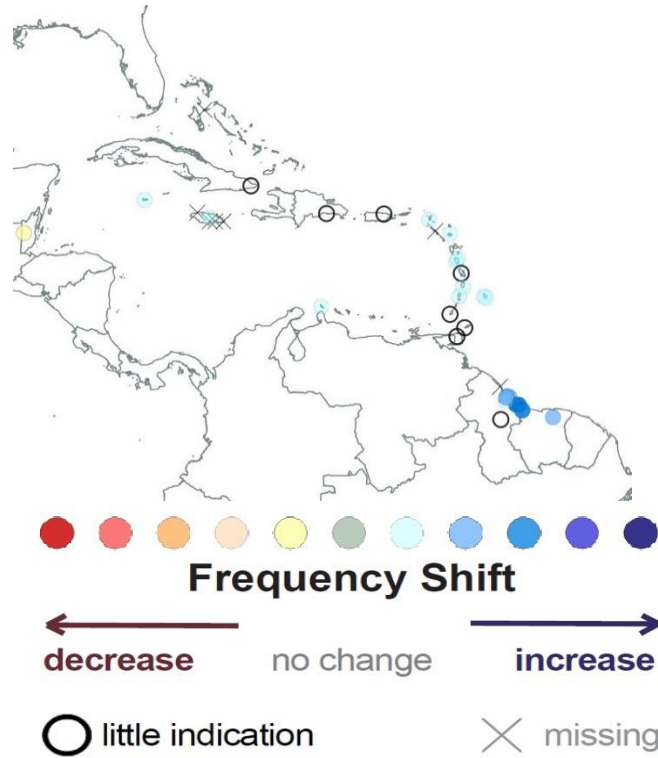 Frequency Shift
decrease no change increase
little indication missing